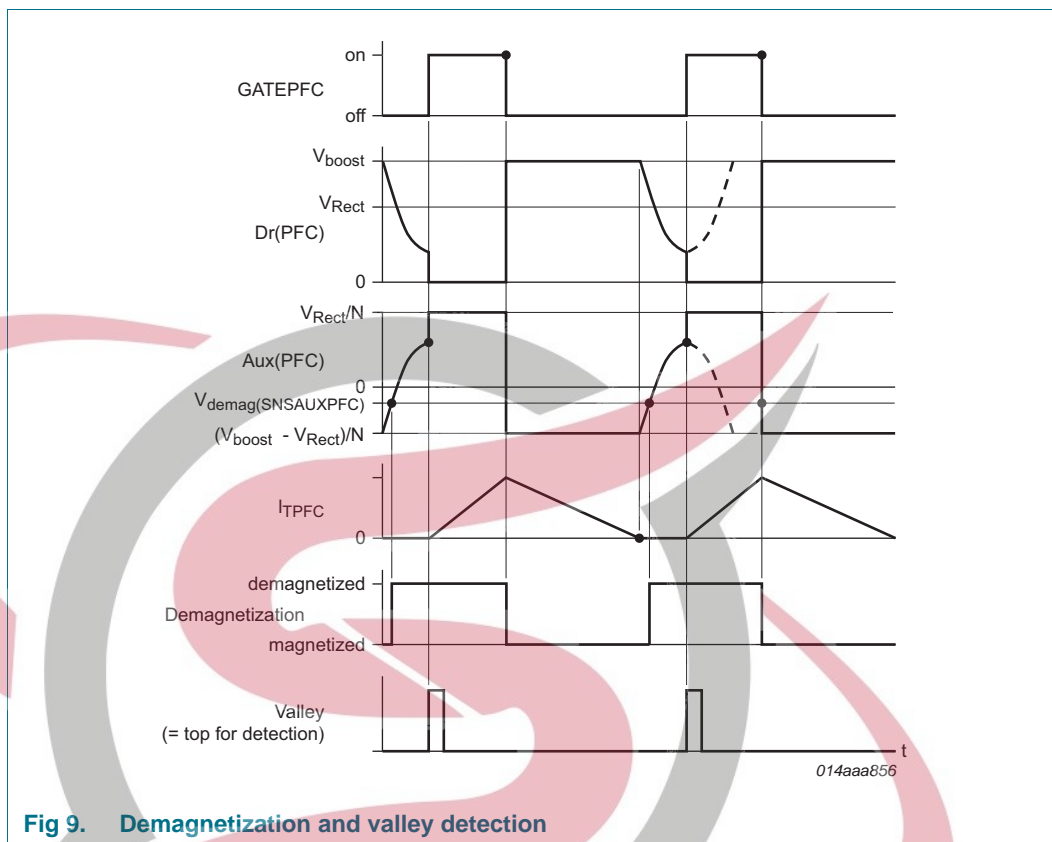 on
GATEPFC
off
Vboost
VRect
Dr(PFC)
0
VRect/N
Aux(PFC)
0
Vdemag(SNSAUXPFC)
(Vboost - VRect)/N
ITPFC
0
demagnetized
Demagnetization
magnetized
Valley
(= top for detection)
t
014aaa856
Fig 9. Demagnetization and valley detection